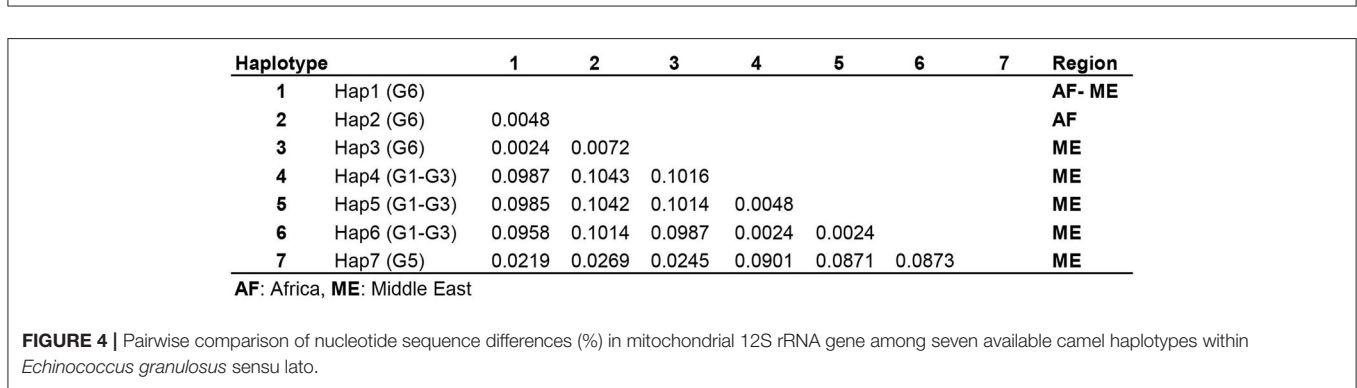 Haplotype 1 2 3 4 5 6 7 Region
1 Hap1 (G6) AF- ME
2 Hap2 (G6) 0.0048 AF
3 Hap3 (G6) 0.0024 0.0072 ME
4 Hap4 (G1-G3) 0.0987 0.1043 0.1016 ME
5 Hap5 (G1-G3) 0.0985 0.1042 0.1014 0.0048 ME
6 Hap6 (G1-G3) 0.0958 0.1014 0.0987 0.0024 0.0024 ME
7 Hap7 (G5) 0.0219 0.0269 0.0245 0.0901 0.0871 0.0873 ME
AF: Africa, ME: Middle East
FIGURE 4 | Pairwise comparison of nucleotide sequence differences (%) in mitochondrial 12S rRNA gene among seven available camel haplotypes within
Echinococcus granulosus sensu lato.